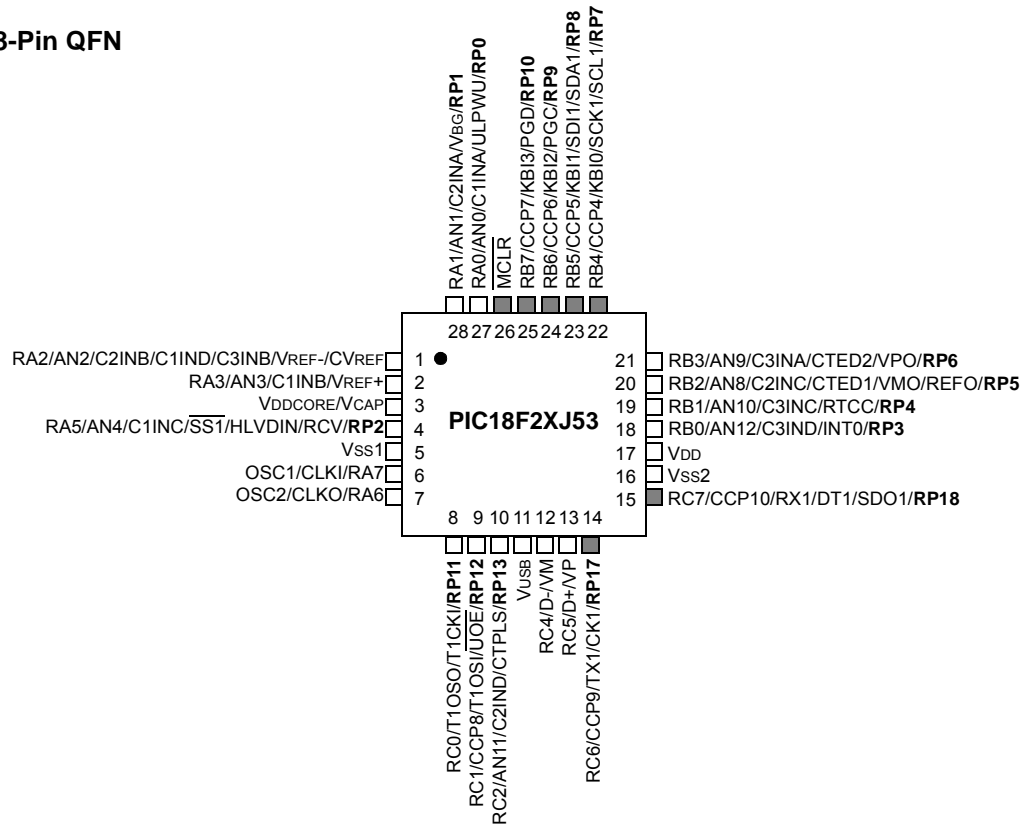 8-Pin QFN
RA1/AN1/C2INA/VBG/RP1
RA0/AN0/C1INA/ULPWU/RP0
MCLR
RB7/CCP7/KBI3/PGD/RP10
RB6/CCP6/KBI2/PGC/RP9
RB5/CCP5/KBI1/SDI1/SDA1/RP8
RB4/CCP4/KBI0/SCK1/SCL1/RP7
28 27 26 25 24 23 22
RA2/AN2/C2INB/C1IND/C3INB/VREF-/CVREF 1
RA3/AN3/C1INB/VREF+ 2
VDDCORE/VCAP 3
RA5/AN4/C1INC/SS1/HLVDIN/RCV/RP2 4
VSS1 5
OSC1/CLKI/RA7 6
OSC2/CLKO/RA6 7
PIC18F2XJ53
21 RB3/AN9/C3INA/CTED2/VPO/RP6
20 RB2/AN8/C2INC/CTED1/VMO/REFO/RP5
19 RB1/AN10/C3INC/RTCC/RP4
18 RB0/AN12/C3IND/INT0/RP3
17 VDD
16 VSS2
15 RC7/CCP10/RX1/DT1/SDO1/RP18
8 9 10 11 12 13 14
RC0/T1OSO/T1CKI/RP11
RC1/CCP8/T1OSI/UOE/RP12
RC2/AN11/C2IND/CTPLS/RP13
VUSB
RC4/D-/VM
RC5/D+/VP
RC6/CCP9/TX1/CK1/RP17